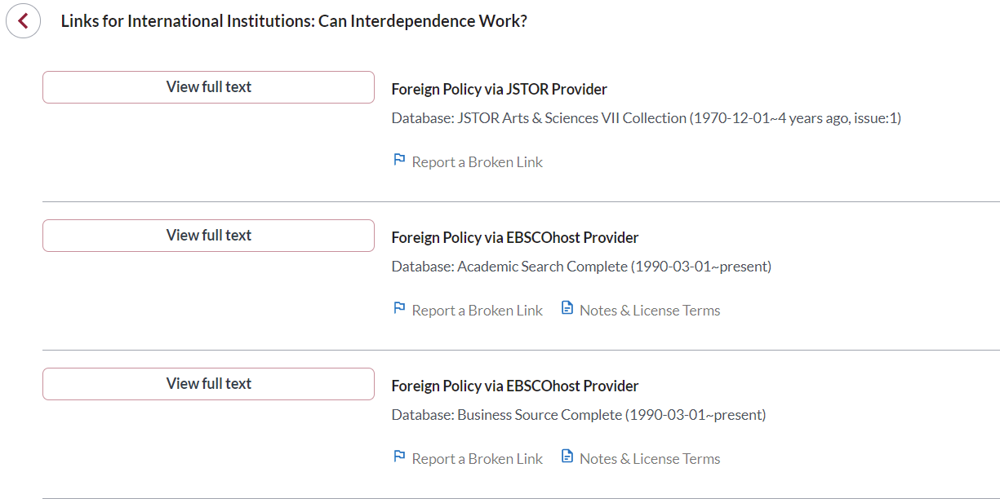 Links for International Institutions: Can Interdependence Work?
View full text
Foreign Policy via JSTOR Provider
Database: JSTOR Arts & Sciences VII Collection (1970-12-01~4 years ago, issue:1)
Report a Broken Link
View full text
Foreign Policy via EBSCOhost Provider
Database: Academic Search Complete (1990-03-01~present)
Report a Broken Link Notes & License Terms
View full text
Foreign Policy via EBSCOhost Provider
Database: Business Source Complete (1990-03-01~present)
Report a Broken Link Notes & License Terms